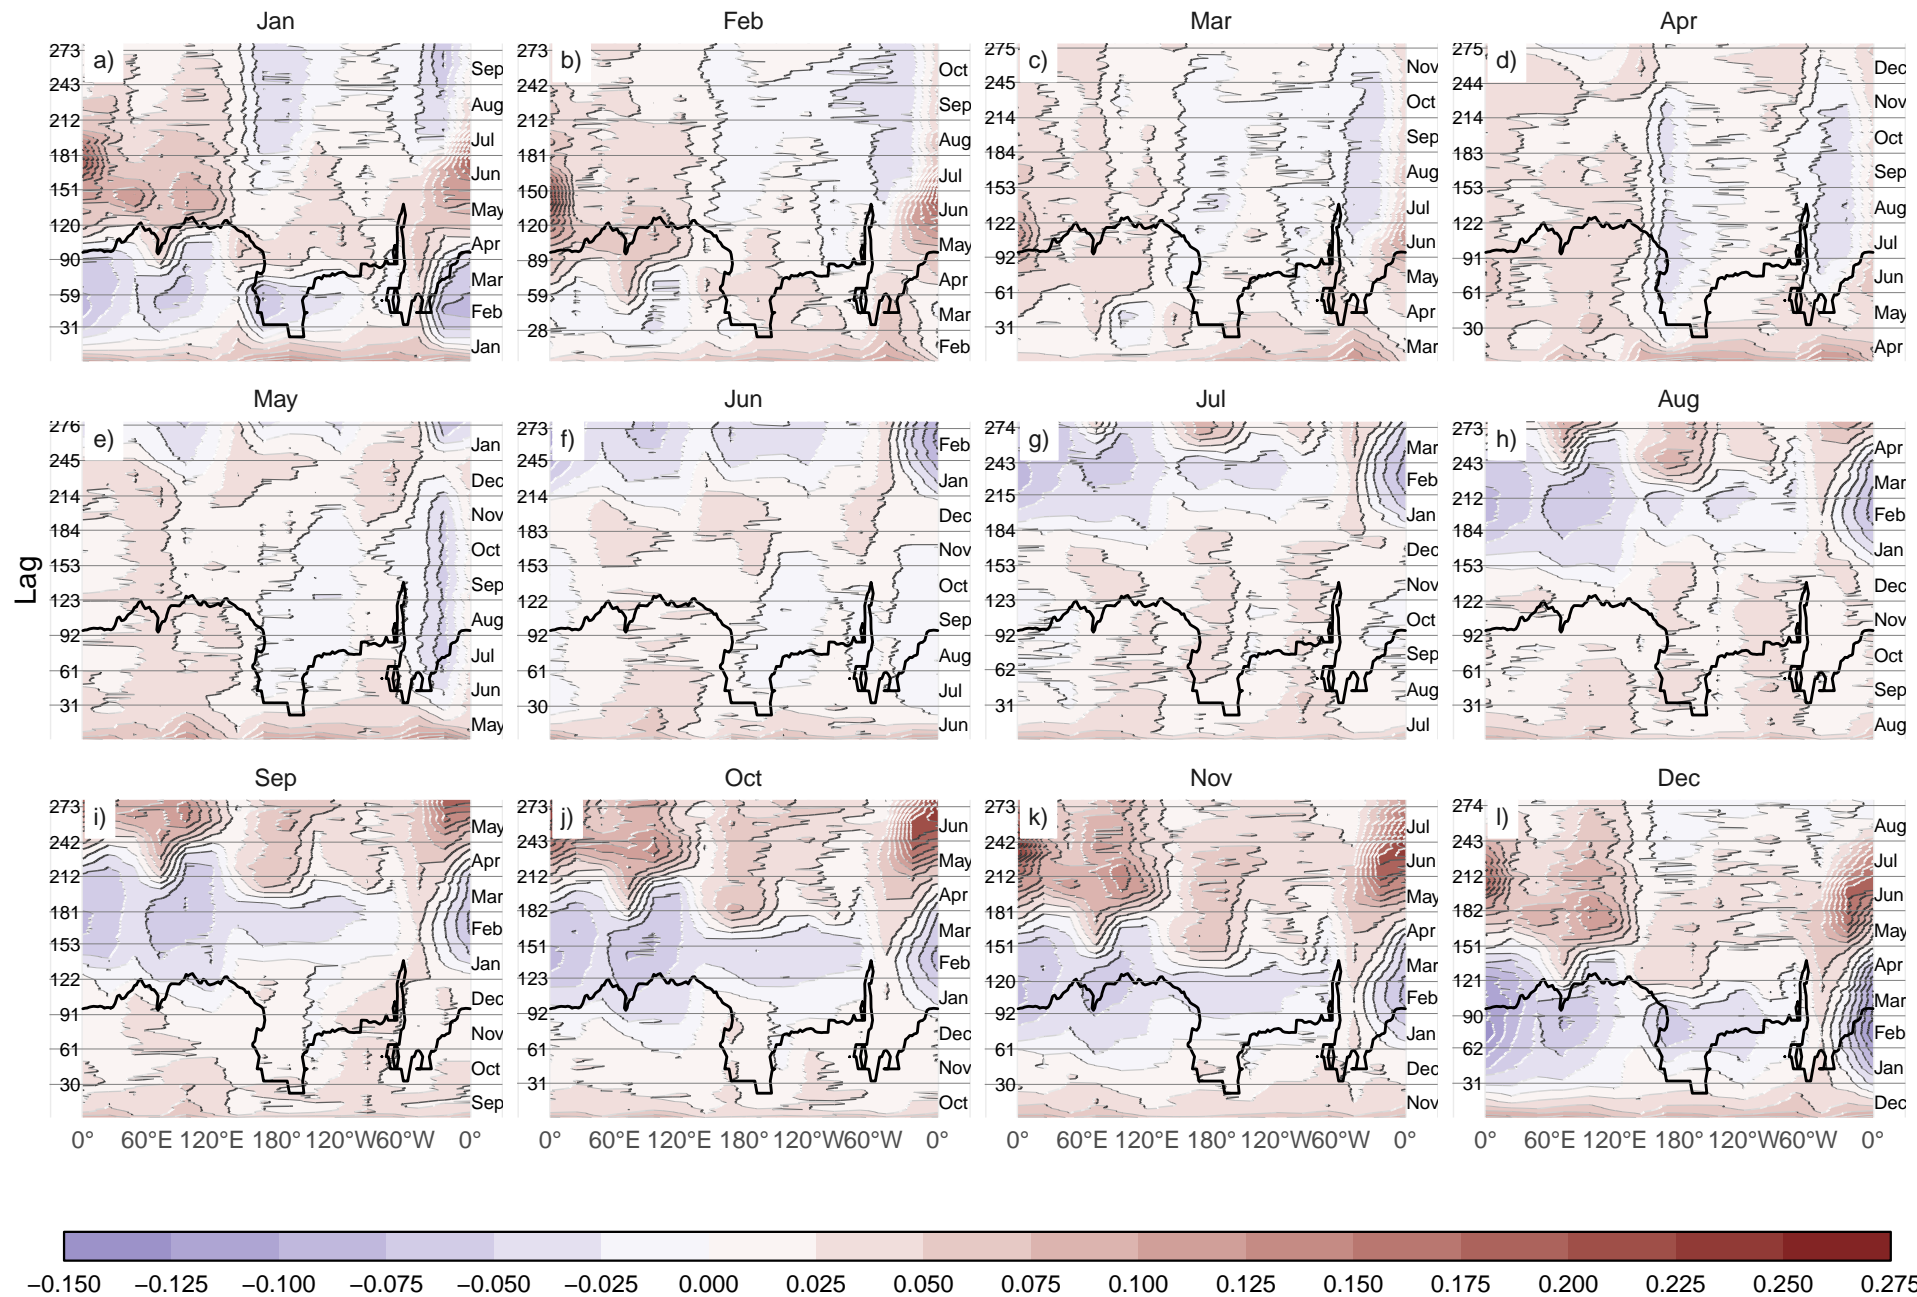 Jan Feb Mar Apr
a) b) c) d)
273 Sep 273 Oct 275 Nov 275 Dec
243 Aug 242 Sep 244 Oct 245 Nov
212 Jul 212 Aug 214 Sep 214 Oct
181 Jun 181 Jul 184 Aug 183 Sep
151 May 150 Jun 153 Jul 153 Aug
120 Apr 120 May 122 Jun 122 Jul
90 Mar 89 Apr 92 May 91 Jun
59 Feb 59 Mar 61 Apr 61 May
31 Jan 28 Feb 31 Mar 30 Apr
May Jun Jul Aug
e) f) g) h)
276 Jan 273 Feb 274 Mar 273 Apr
245 Dec 245 Jan 243 Feb 243 Mar
214 Nov 214 Dec 215 Jan 212 Feb
184 Oct 183 Nov 184 Dec 184 Jan
153 Sep 153 Oct 153 Nov 153 Dec
123 Aug 122 Sep 123 Oct 122 Nov
92 Jul 92 Aug 92 Sep 92 Oct
61 Jun 61 Jul 62 Aug 61 Sep
31 May 30 Jun 31 Jul 31 Aug
Lag
Sep Oct Nov Dec
i) j) k) l)
273 May 273 Jun 273 Jul 274 Aug
242 Apr 243 May 242 Jun 243 Jul
212 Mar 212 Apr 212 May 212 Jun
181 Feb 182 Mar 181 Apr 182 May
153 Jan 151 Feb 151 Mar 151 Apr
122 Dec 123 Jan 120 Feb 121 Mar
91 Nov 92 Dec 92 Jan 90 Feb
61 Oct 61 Nov 61 Dec 62 Jan
30 Sep 31 Oct 30 Nov 31 Dec
0° 60°E 120°E 180° 120°W 60°W 0° 0° 60°E 120°E 180° 120°W 60°W 0° 0° 60°E 120°E 180° 120°W 60°W 0° 0° 60°E 120°E 180° 120°W 60°W 0°
−0.150 −0.125 −0.100 −0.075 −0.050 −0.025 0.000 0.025 0.050 0.075 0.100 0.125 0.150 0.175 0.200 0.225 0.250 0.275